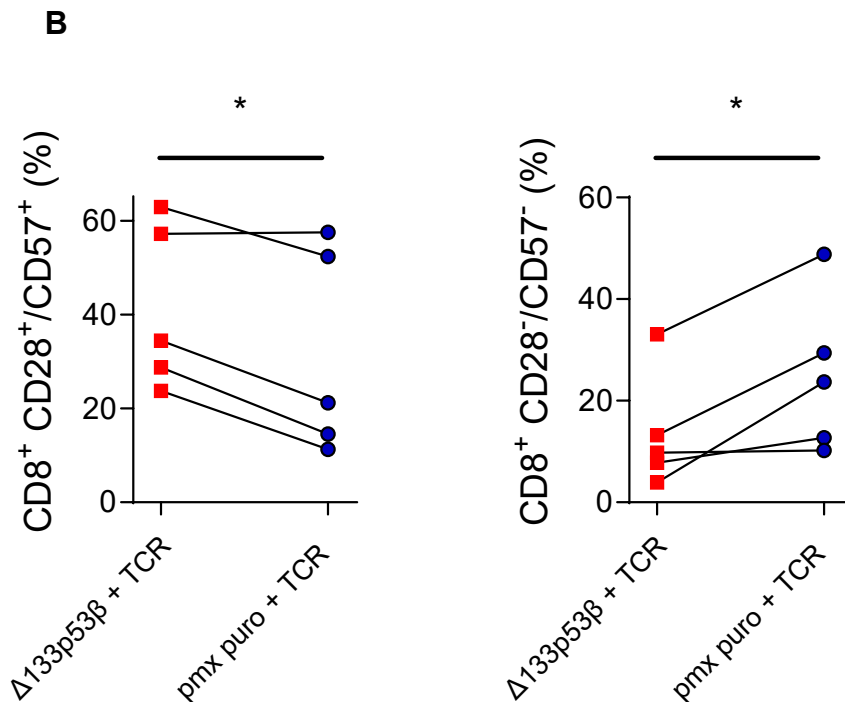 B
*
CD8⁺ CD28⁺/CD57⁺ (%)
60
40
20
0
Δ133p53β + TCR
pmx puro + TCR
*
CD8⁺ CD28⁻/CD57⁻ (%)
60
40
20
0
Δ133p53β + TCR
pmx puro + TCR